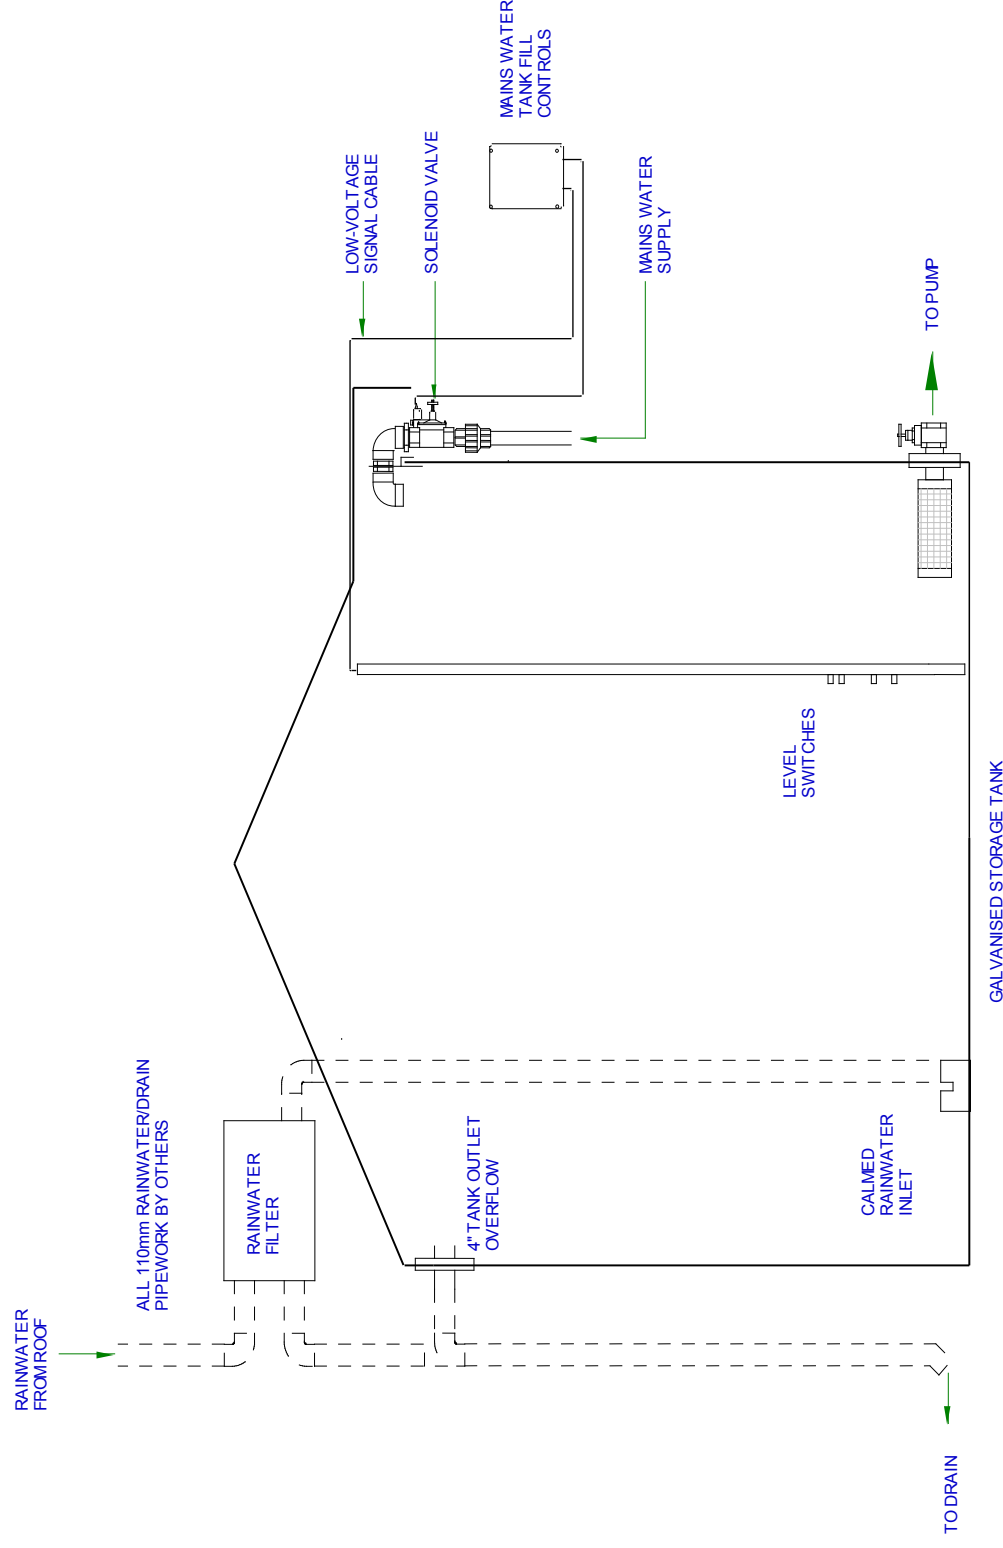 RAINWATER
FROM ROOF
ALL 110mm RAINWATER/DRAIN
PIPEWORK BY OTHERS
RAINWATER
FILTER
4" TANK OUTLET
OVERFLOW
CALMED
RAINWATER
INLET
TO DRAIN
GALVANISED STORAGE TANK
LEVEL
SWITCHES
LOW-VOLTAGE
SIGNAL CABLE
SOLENOID VALVE
MAINS WATER
TANK FILL
CONTROLS
MAINS WATER
SUPPLY
TO PUMP